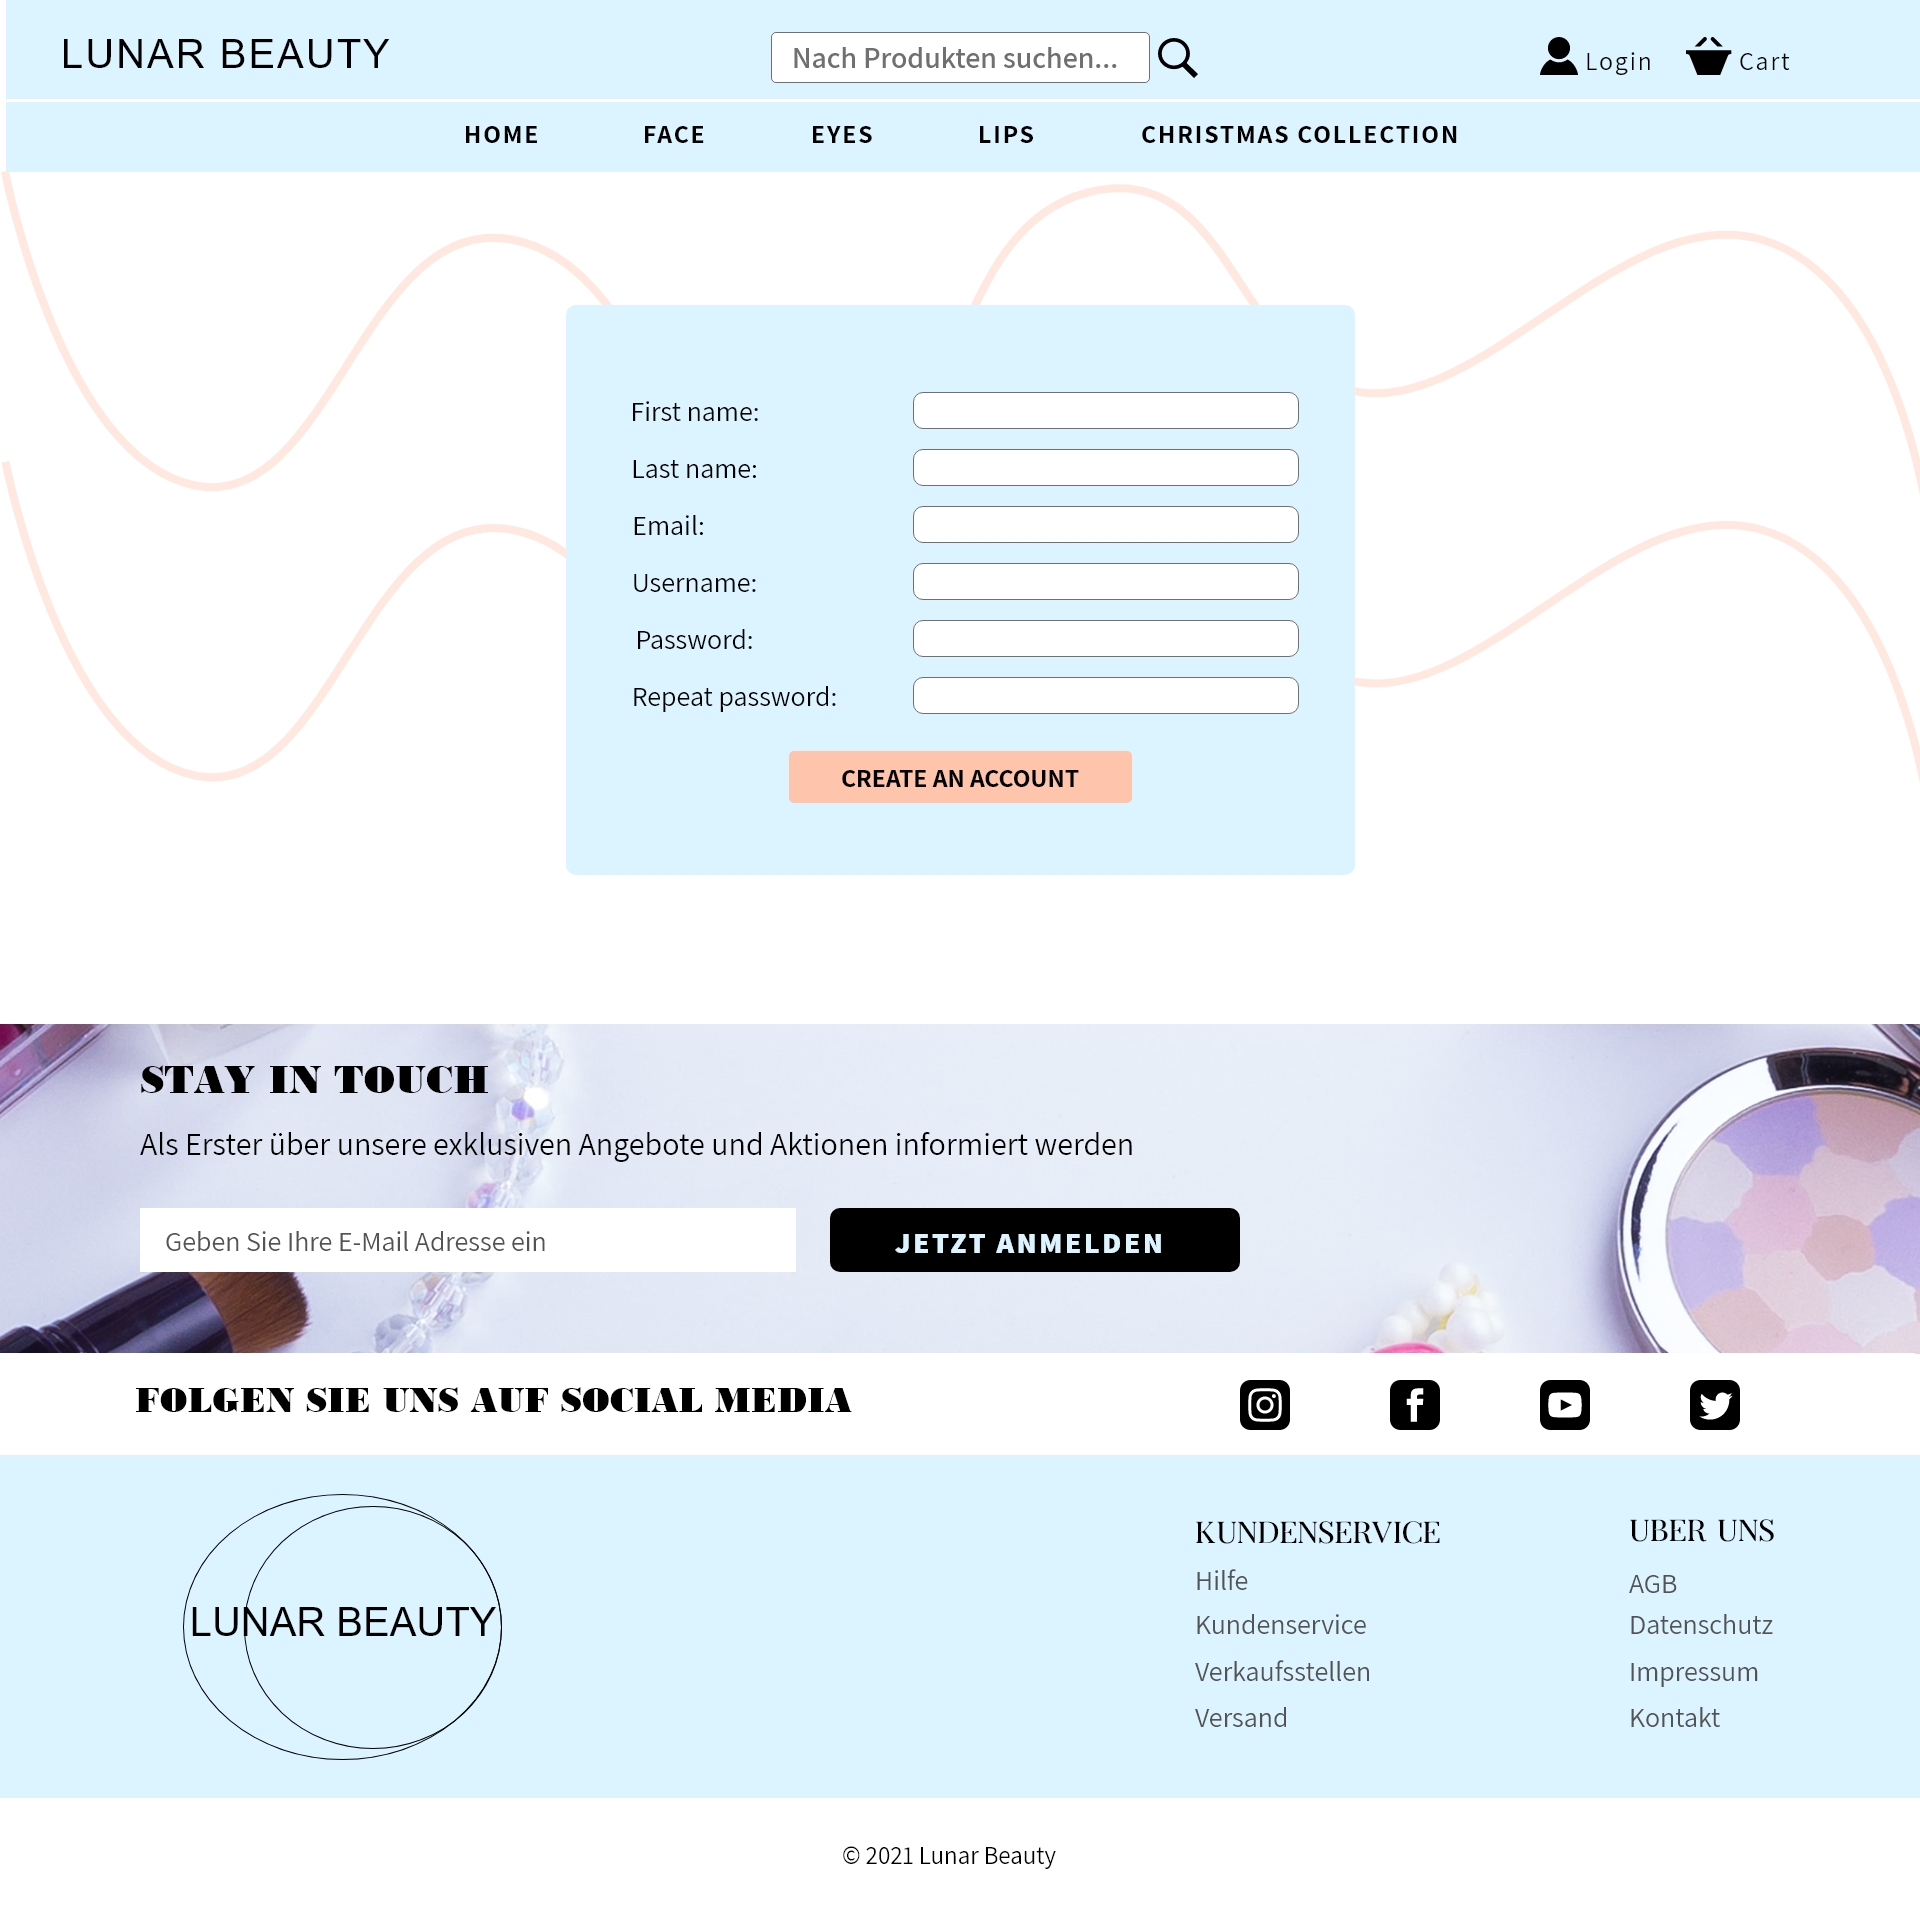 LUNAR BEAUTY
Nach Produkten suchen...
Login
Cart
HOME
FACE
EYES
LIPS
CHRISTMAS COLLECTION
First name:
Last name:
Email:
Username:
Password:
Repeat password:
CREATE AN ACCOUNT
STAY IN TOUCH
Als Erster über unsere exklusiven Angebote und Aktionen informiert werden
Geben Sie Ihre E-Mail Adresse ein
JETZT ANMELDEN
FOLGEN SIE UNS AUF SOCIAL MEDIA
LUNAR BEAUTY
KUNDENSERVICE
Hilfe
Kundenservice
Verkaufsstellen
Versand
UBER UNS
AGB
Datenschutz
Impressum
Kontakt
© 2021 Lunar Beauty